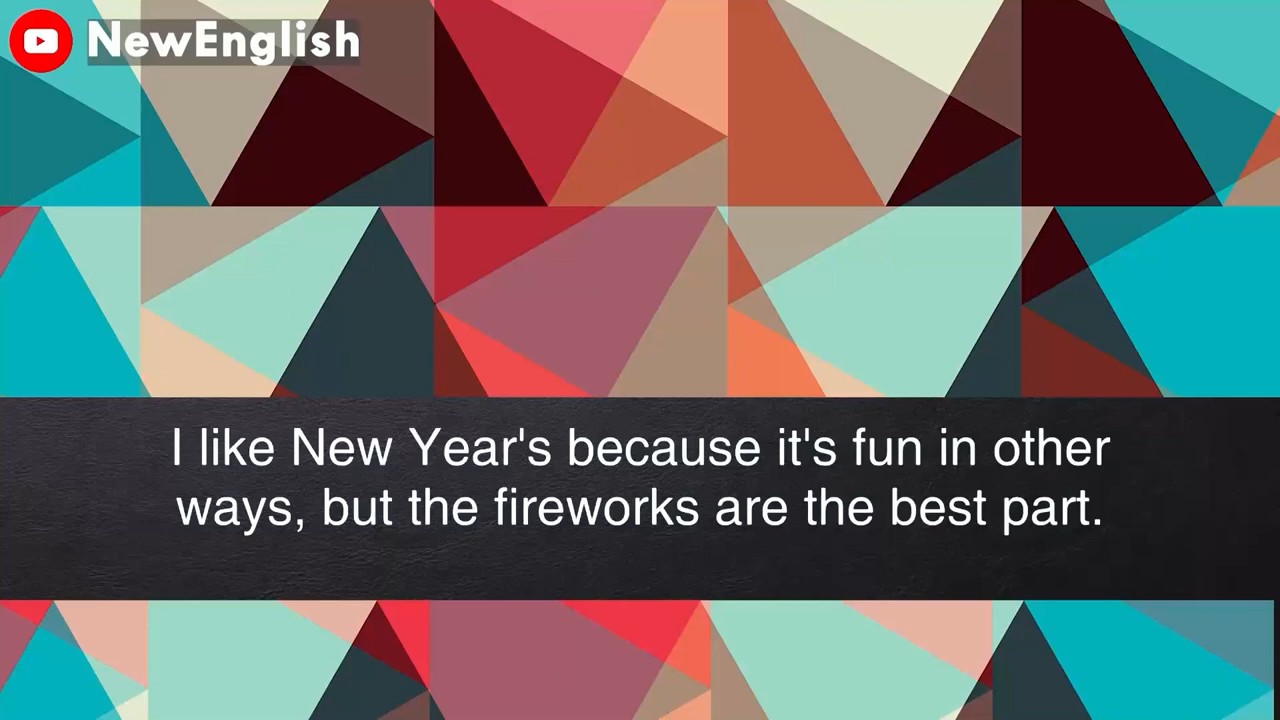 NewEnglish
I like New Year's because it's fun in other
ways, but the fireworks are the best part.